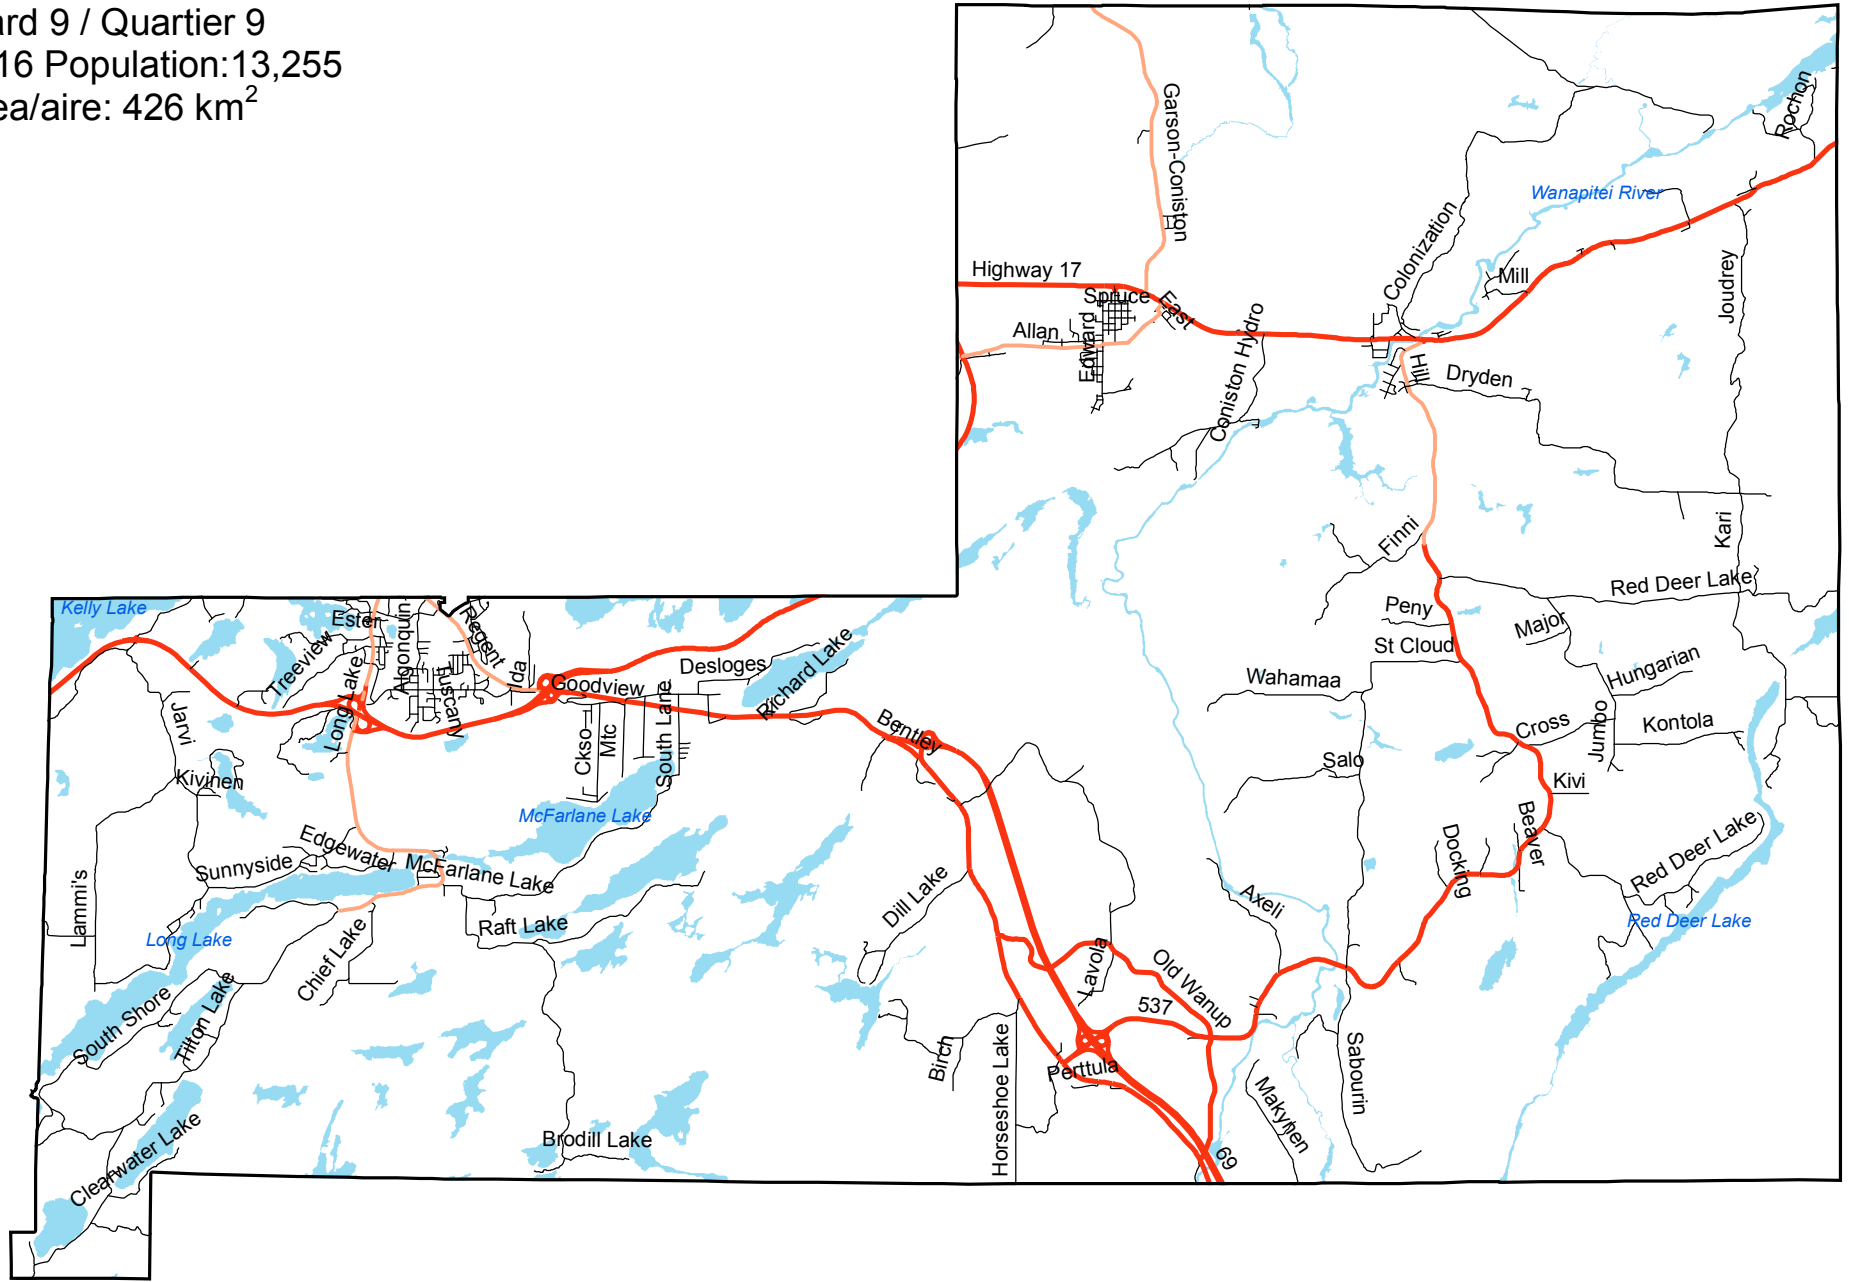 ard 9 / Quartier 9
16 Population:13,255
ea/aire: 426 km²
Rochon
Garson-Coniston
Wanapitei River
Colonization
Highway 17
Mill
Joudrey
Spruce
East
Allan
Edward
Coniston Hydro
Hill
Dryden
Finni
Kari
Red Deer Lake
Kelly Lake
Ester
Algonquin
Regent
Treeview
Peny
Major
St Cloud
Long Lake
Tuscany
Ida
Goodview
Desloges
Richard Lake
South Lane
Wahamaa
Hungarian
Jarvi
Ckso
Mtc
Bentley
Cross
Jumbo
Kontola
Kivinen
Salo
Kivi
McFarlane Lake
Edgewater
Sunnyside
McFarlane Lake
Beaver
Docking
Red Deer Lake
Lammi's
Dill Lake
Axeli
Raft Lake
Long Lake
Red Deer Lake
Chief Lake
Lavola
Old Wanup
South Shore
Tilton Lake
537
Birch
Horseshoe Lake
Perttula
Sabourin
Makynen
Clearwater Lake
Brodill Lake
69